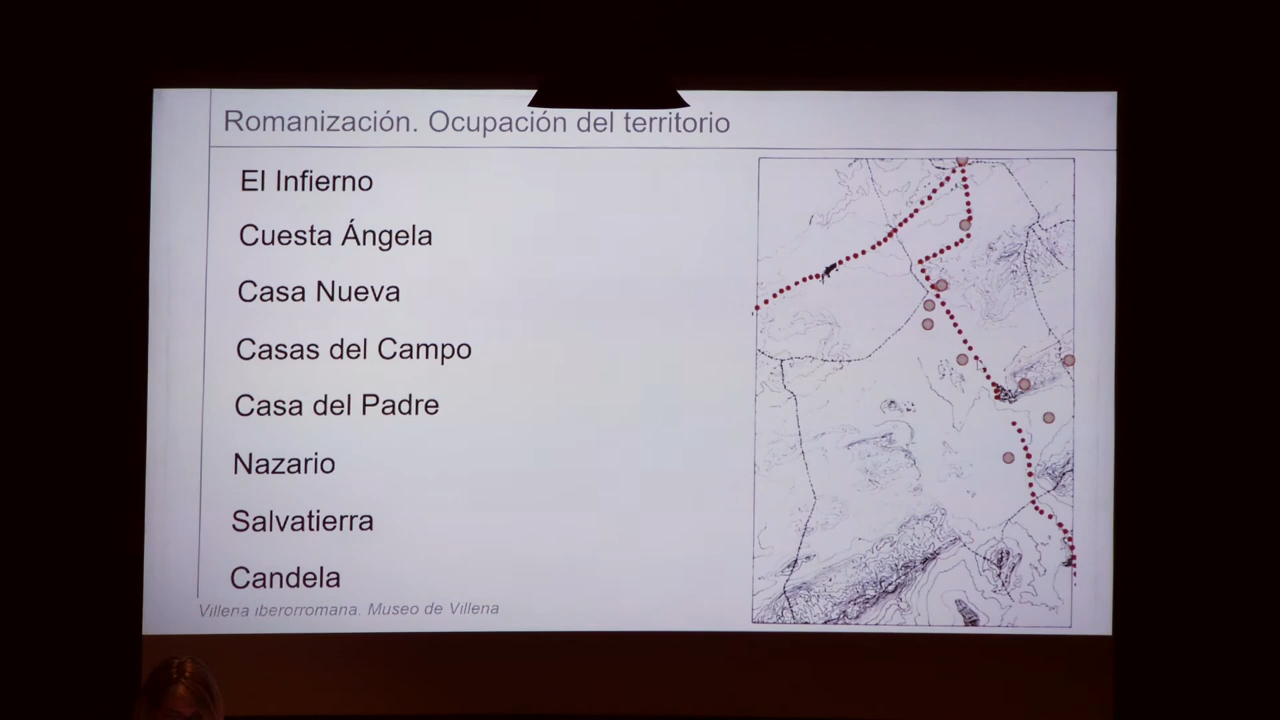 Romanización. Ocupación del territorio
El Infierno
Cuesta Ángela
Casa Nueva
Casas del Campo
Casa del Padre
Nazario
Salvatierra
Candela
Villena iberorromana. Museo de Villena